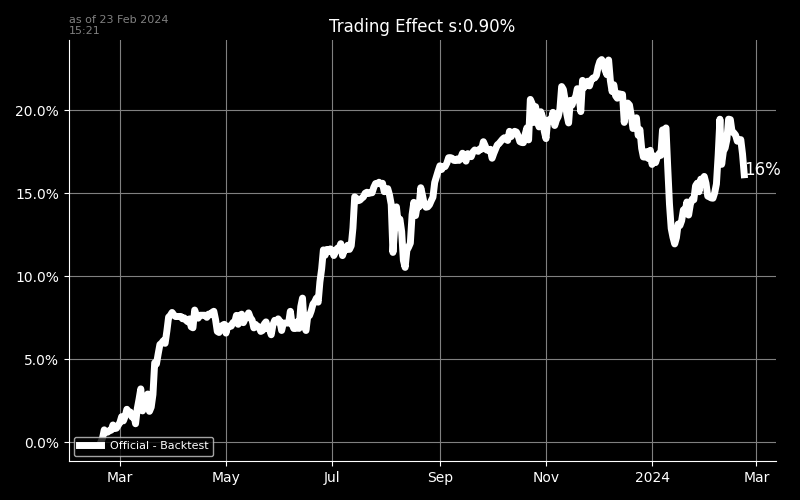 as of 23 Feb 2024
15:21
Trading Effect s:0.90%
20.0%
15.0%
10.0%
5.0%
0.0%
16%
Official - Backtest
Mar
May
Jul
Sep
Nov
2024
Mar